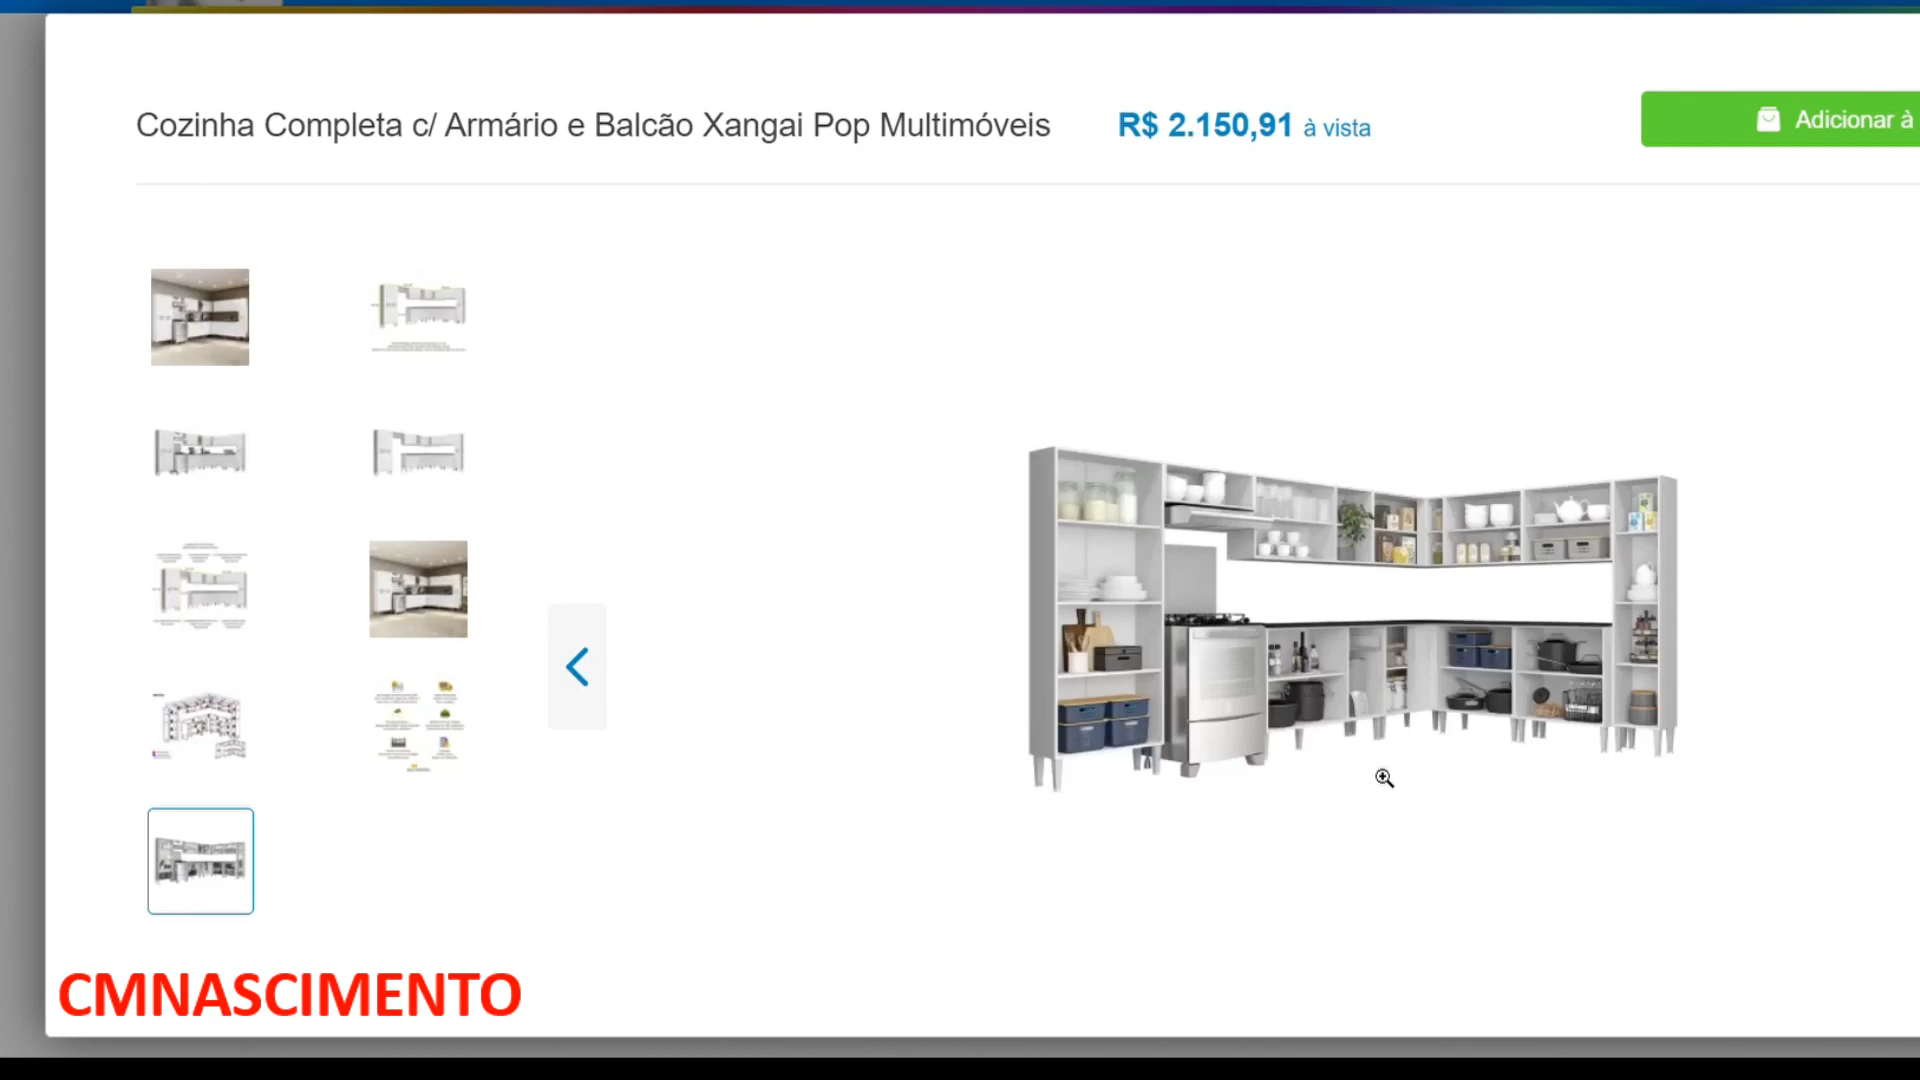 Cozinha Completa c/ Armário e Balcão Xangai Pop Multimóveis
R$ 2.150,91 à vista
Adicionar à
CMNASCIMENTO